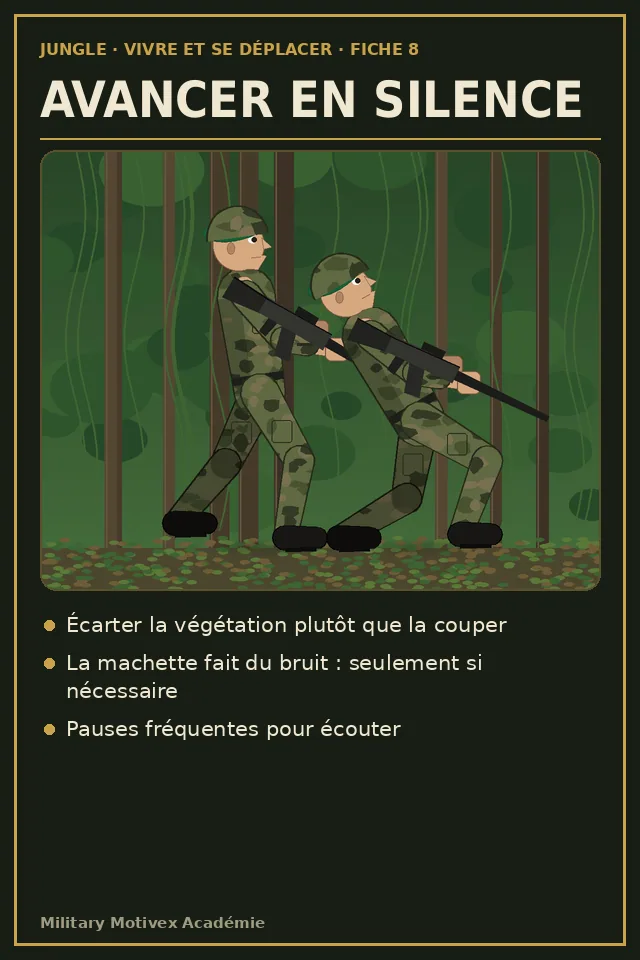 JUNGLE · VIVRE ET SE DÉPLACER · FICHE 8
AVANCER EN SILENCE
Écarter la végétation plutôt que la couper
La machette fait du bruit : seulement si
nécessaire
Pauses fréquentes pour écouter
Military Motivex Académie